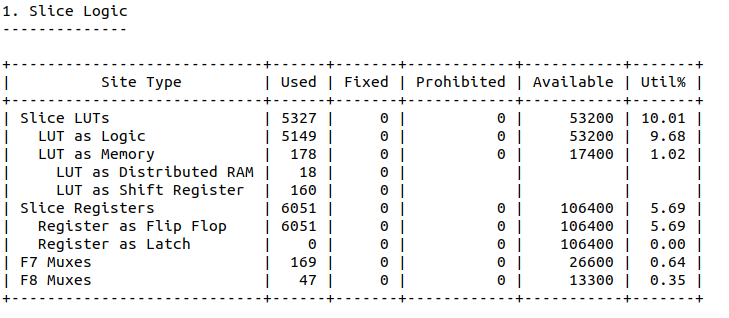 1. Slice Logic
--------------
+----------------------------+------+-------+------------+-----------+-------+
|          Site Type         | Used | Fixed | Prohibited | Available | Util% |
+----------------------------+------+-------+------------+-----------+-------+
| Slice LUTs                 | 5327 |     0 |          0 |     53200 | 10.01 |
|   LUT as Logic             | 5149 |     0 |          0 |     53200 |  9.68 |
|   LUT as Memory            |  178 |     0 |          0 |     17400 |  1.02 |
|     LUT as Distributed RAM |   18 |     0 |            |           |       |
|     LUT as Shift Register  |  160 |     0 |            |           |       |
| Slice Registers            | 6051 |     0 |          0 |    106400 |  5.69 |
|   Register as Flip Flop    | 6051 |     0 |          0 |    106400 |  5.69 |
|   Register as Latch        |    0 |     0 |          0 |    106400 |  0.00 |
| F7 Muxes                   |  169 |     0 |          0 |     26600 |  0.64 |
| F8 Muxes                   |   47 |     0 |          0 |     13300 |  0.35 |
+----------------------------+------+-------+------------+-----------+-------+